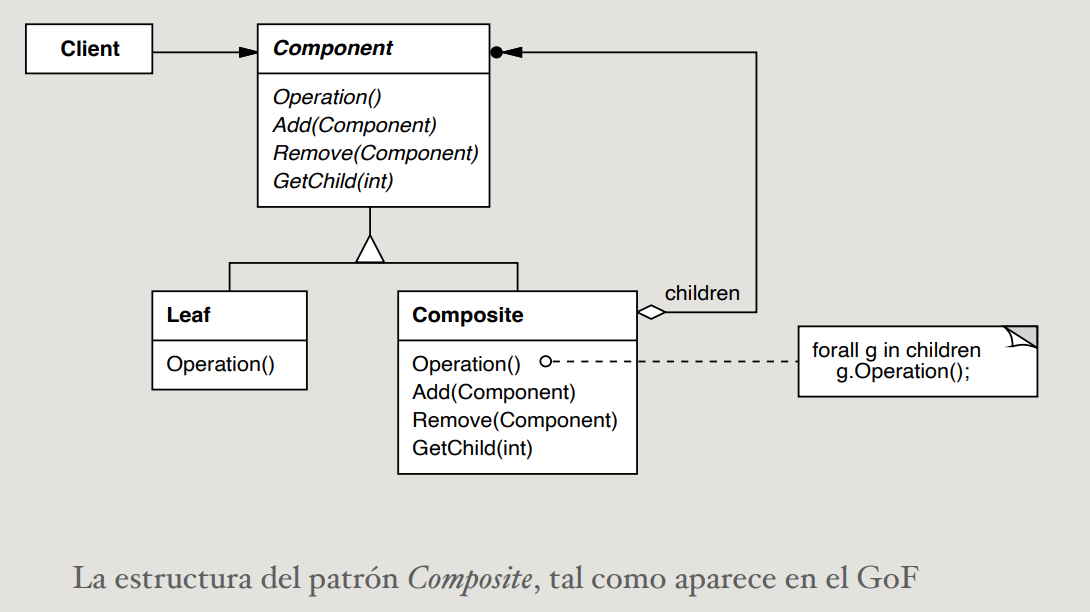 Client
Component
Operation()
Add(Component)
Remove(Component)
GetChild(int)
children
Leaf
Operation()
Composite
Operation()
Add(Component)
Remove(Component)
GetChild(int)
forall g in children
g.Operation();
La estructura del patrón Composite, tal como aparece en el GoF